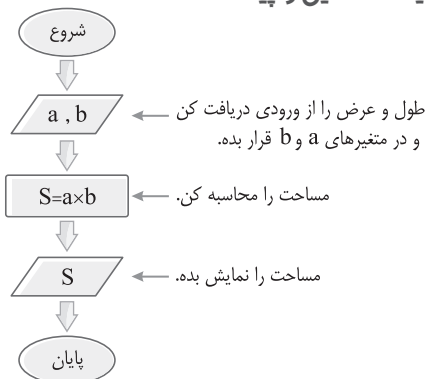 شروع
a , b
طول و عرض را از ورودی دریافت کن
و در متغیرهای a و b قرار بده.
S=a×b
مساحت را محاسبه کن.
S
مساحت را نمایش بده.
پایان